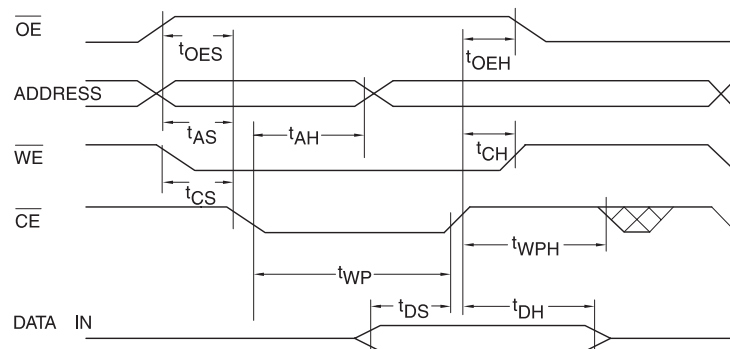 OE
tOES
tOEH
ADDRESS
tAS
tAH
WE
tCH
tCS
CE
tWPH
tWP
tDS
tDH
DATA IN